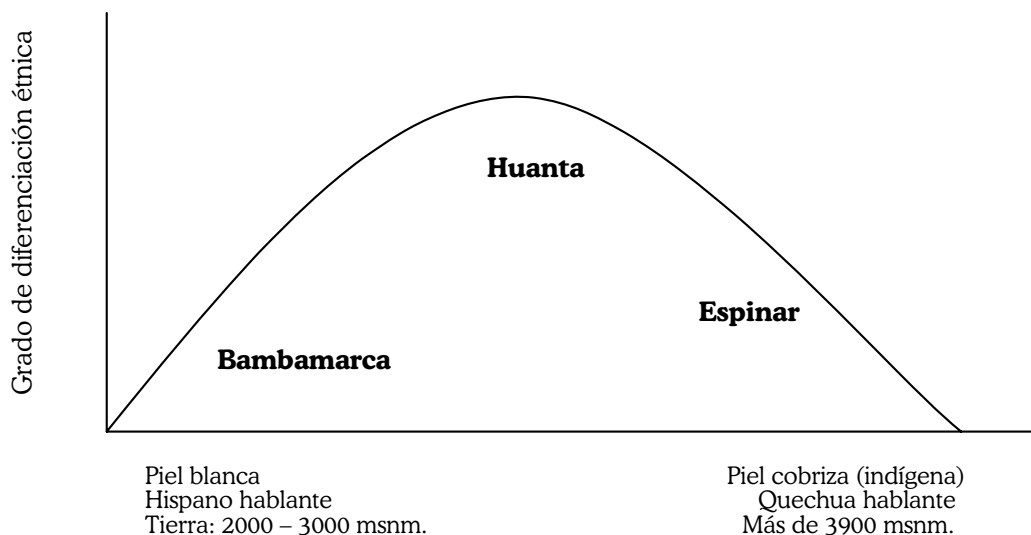 Grado de diferenciación étnica
Huanta
Espinar
Bambamarca
Piel blanca
Hispano hablante
Tierra: 2000 – 3000 msnm.
Piel cobriza (indígena)
Quechua hablante
Más de 3900 msnm.